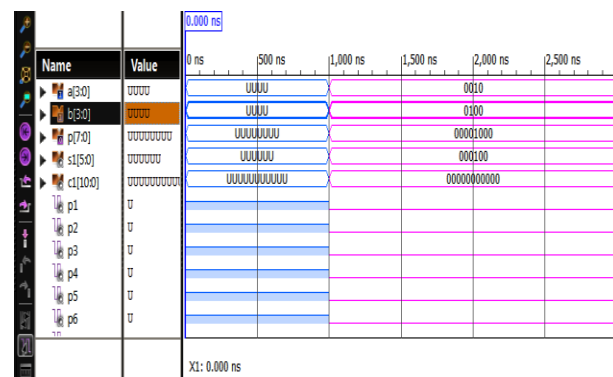 0.000 ns
Name Value 0 ns 500 ns 1,000 ns 1,500 ns 2,000 ns 2,500 ns
a[3:0] UUUU UUUU 0010
b[3:0] UUUU UUUU 0100
p[7:0] UUUUUUUU UUUUUUUU 00001000
s1[5:0] UUUUUU UUUUUU 000100
c1[10:0] UUUUUUUUUU UUUUUUUUUUU 00000000000
p1 U
p2 U
p3 U
p4 U
p5 U
p6 U
X1: 0.000 ns